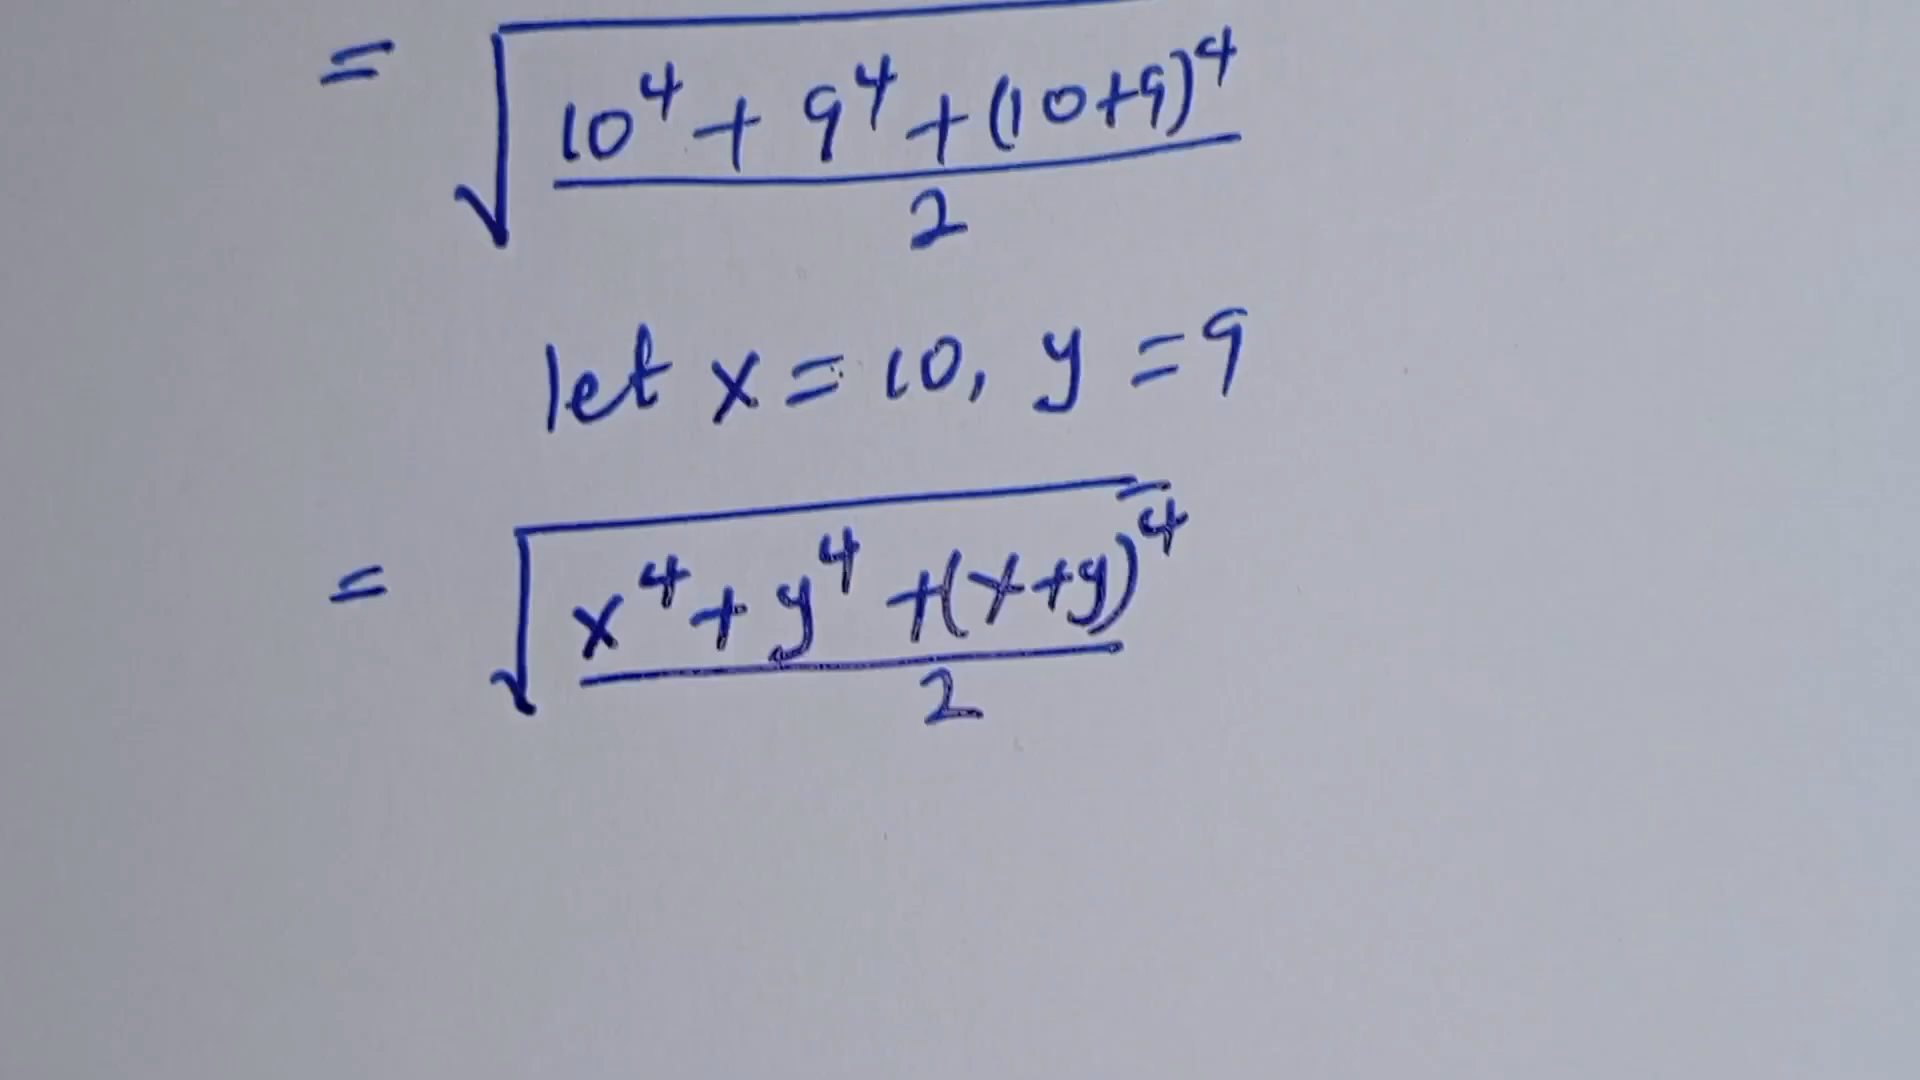 = √((10⁴ + 9⁴ + (10+9)⁴)/2)
let x = 10, y = 9
= √((x⁴ + y⁴ + (x+y)⁴)/2)